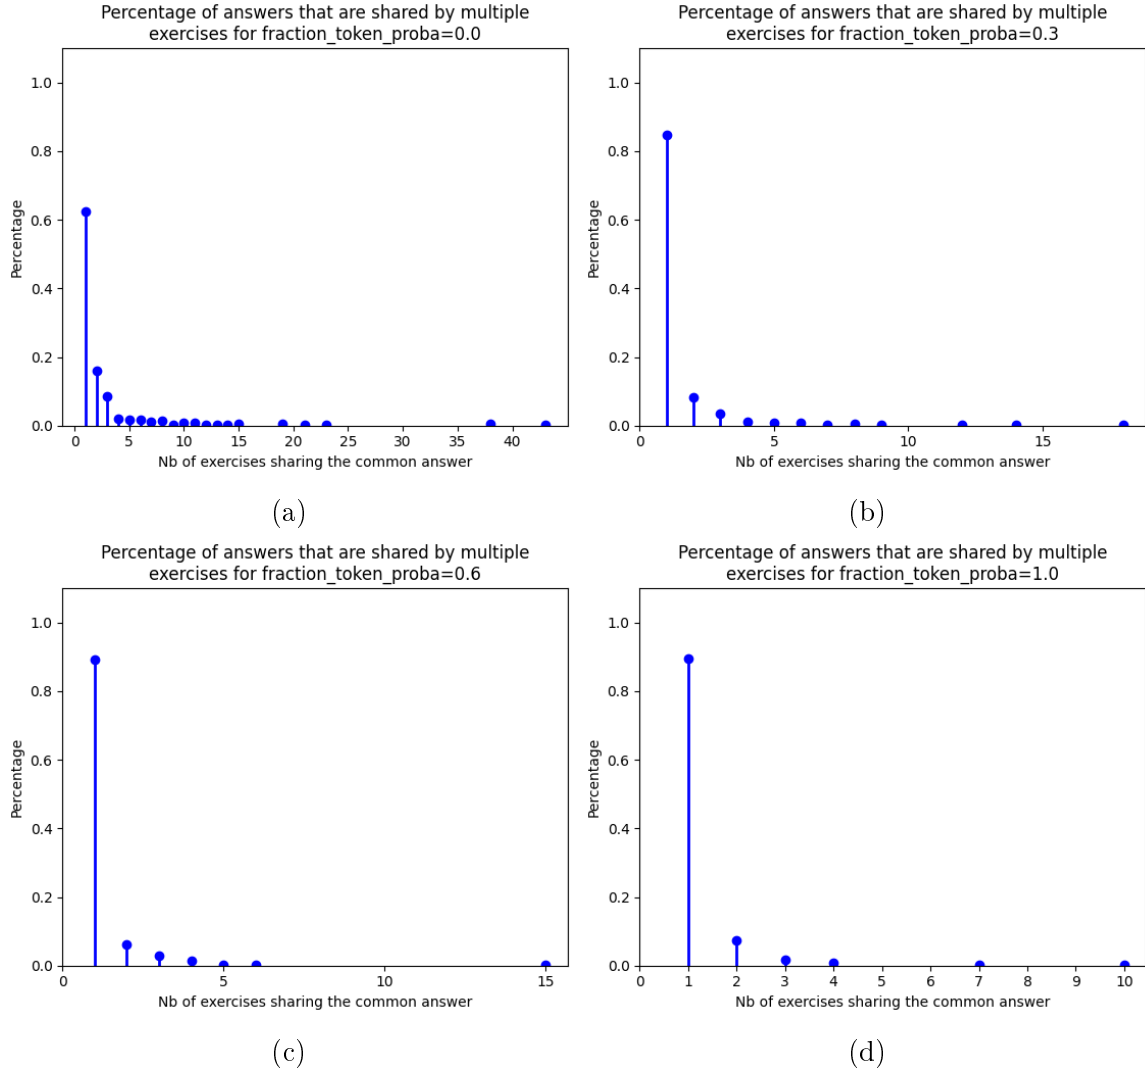 Percentage of answers that are shared by multiple
exercises for fraction_token_proba=0.0
1.0
0.8
0.6
0.4
0.2
0.0
Percentage
0 5 10 15 20 25 30 35 40
Nb of exercises sharing the common answer
(a)
Percentage of answers that are shared by multiple
exercises for fraction_token_proba=0.3
1.0
0.8
0.6
0.4
0.2
0.0
Percentage
0 5 10 15
Nb of exercises sharing the common answer
(b)
Percentage of answers that are shared by multiple
exercises for fraction_token_proba=0.6
1.0
0.8
0.6
0.4
0.2
0.0
Percentage
0 5 10 15
Nb of exercises sharing the common answer
(c)
Percentage of answers that are shared by multiple
exercises for fraction_token_proba=1.0
1.0
0.8
0.6
0.4
0.2
0.0
Percentage
0 1 2 3 4 5 6 7 8 9 10
Nb of exercises sharing the common answer
(d)